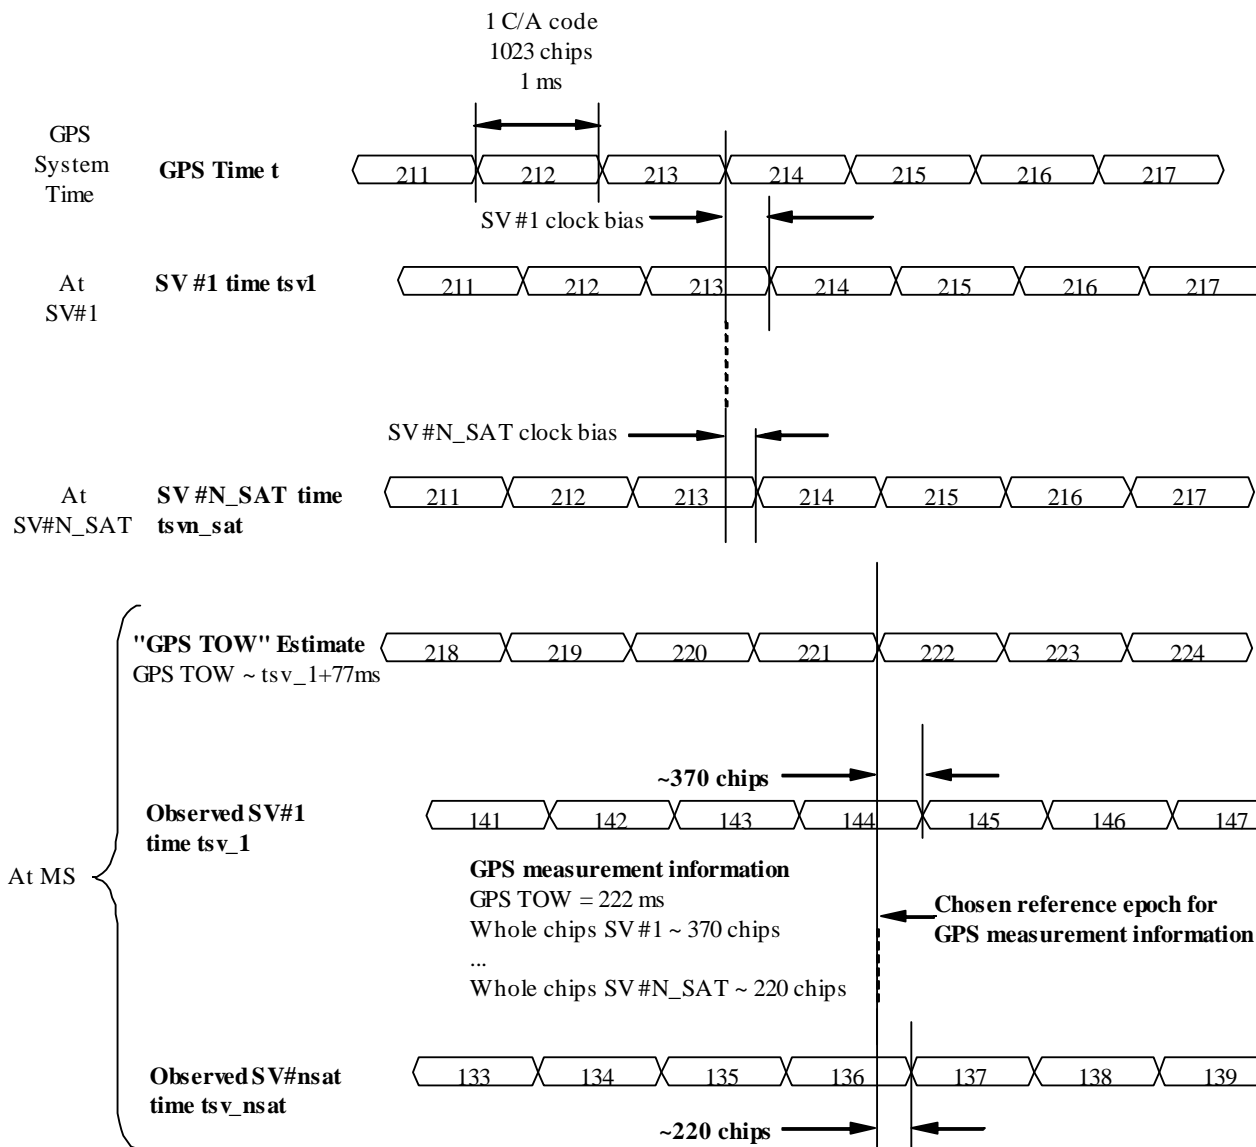 1 C/A code
1023 chips
1 ms
GPS
System
Time
GPS Time t
211 212 213 214 215 216 217
SV #1 clock bias
At
SV#1
SV #1 time tsv1
211 212 213 214 215 216 217
SV #N_SAT clock bias
At
SV#N_SAT
SV #N_SAT time
tsvn_sat
211 212 213 214 215 216 217
"GPS TOW" Estimate
GPS TOW ~ tsv_1+77ms
218 219 220 221 222 223 224
~370 chips
Observed SV#1
time tsv_1
141 142 143 144 145 146 147
At MS
GPS measurement information
GPS TOW = 222 ms
Whole chips SV #1 ~ 370 chips
...
Whole chips SV #N_SAT ~ 220 chips
Chosen reference epoch for
GPS measurement information
Observed SV#nsat
time tsv_nsat
133 134 135 136 137 138 139
~220 chips